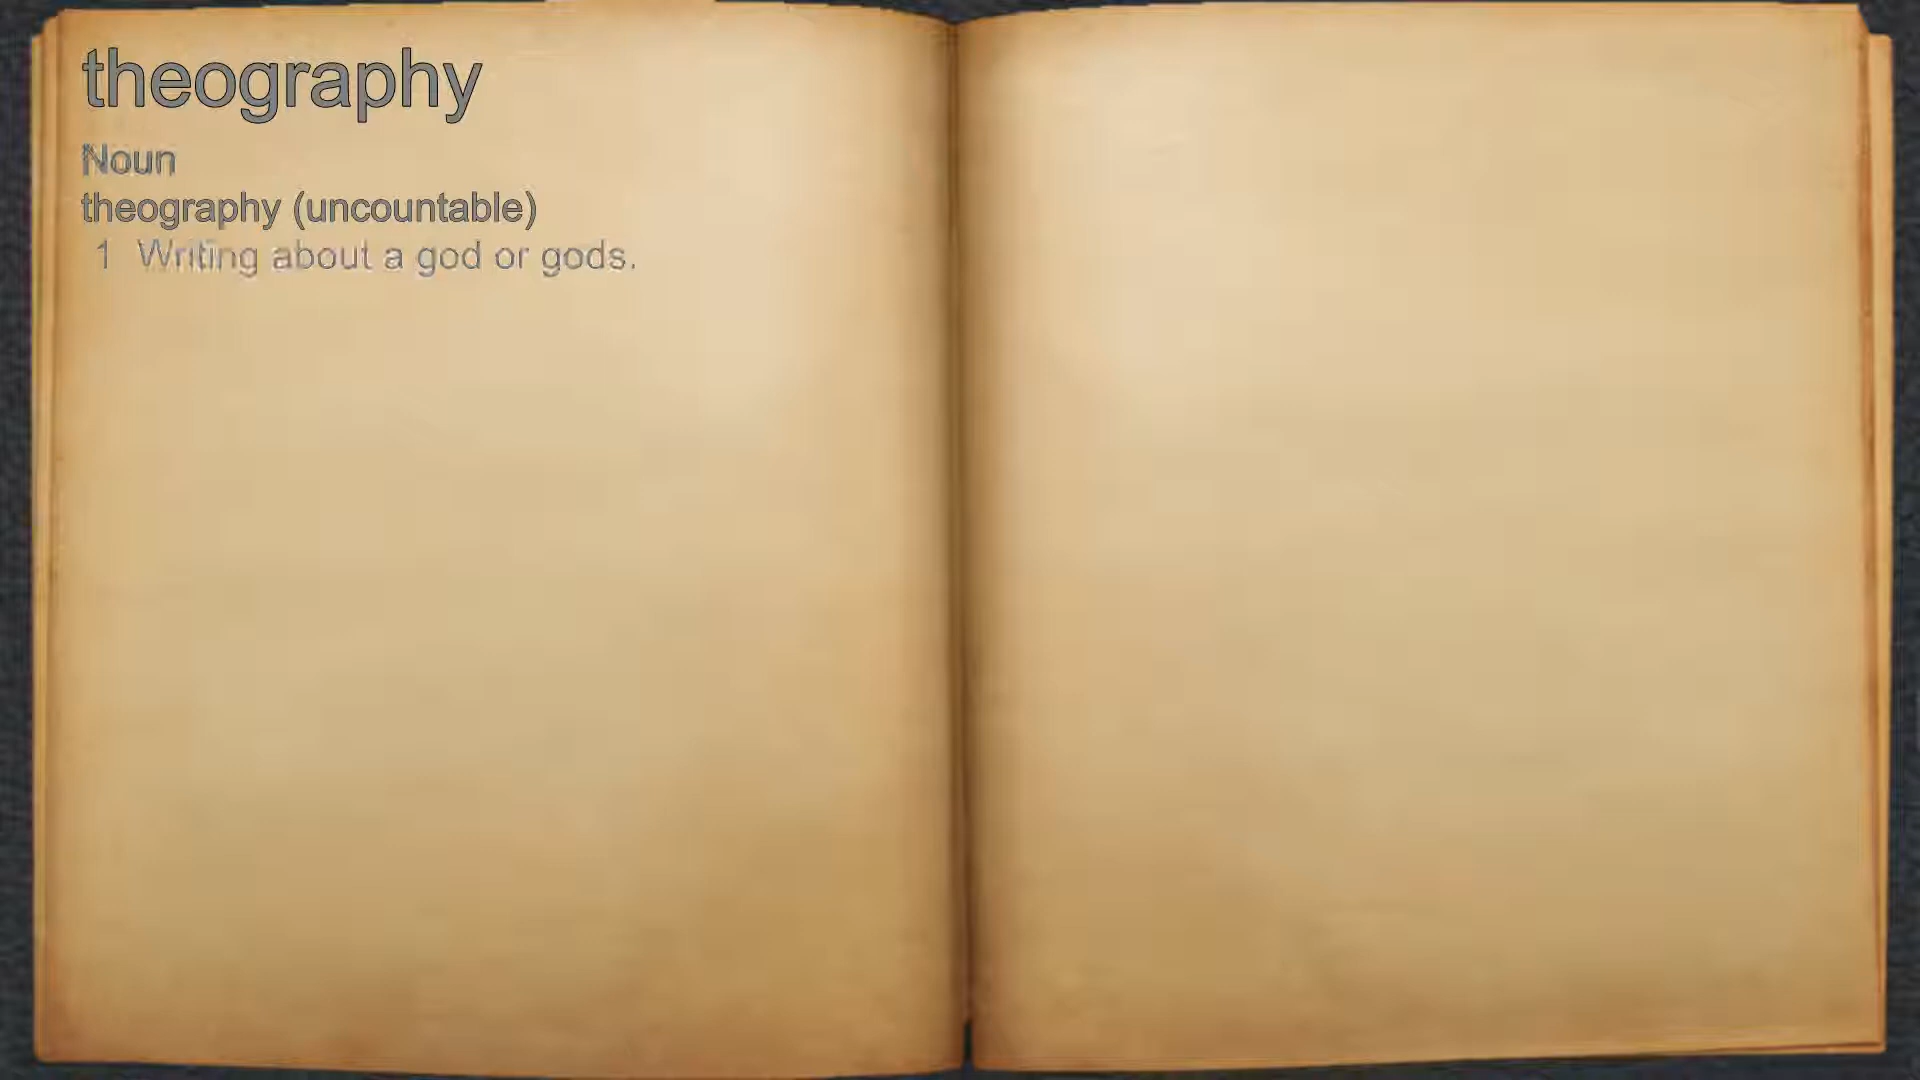 theography
Noun
theography (uncountable)
1 Writing about a god or gods.